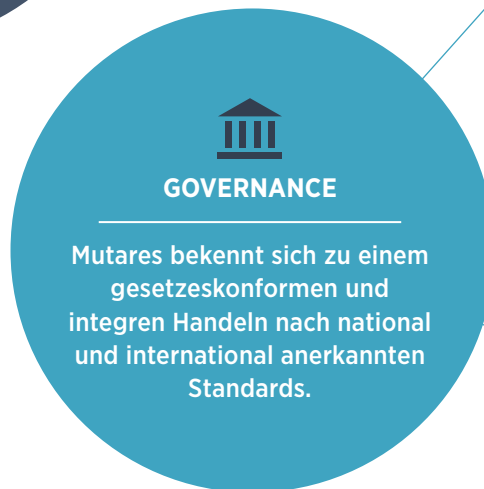 GOVERNANCE
Mutares bekennt sich zu einem
gesetzeskonformen und
integren Handeln nach national
und international anerkannten
Standards.